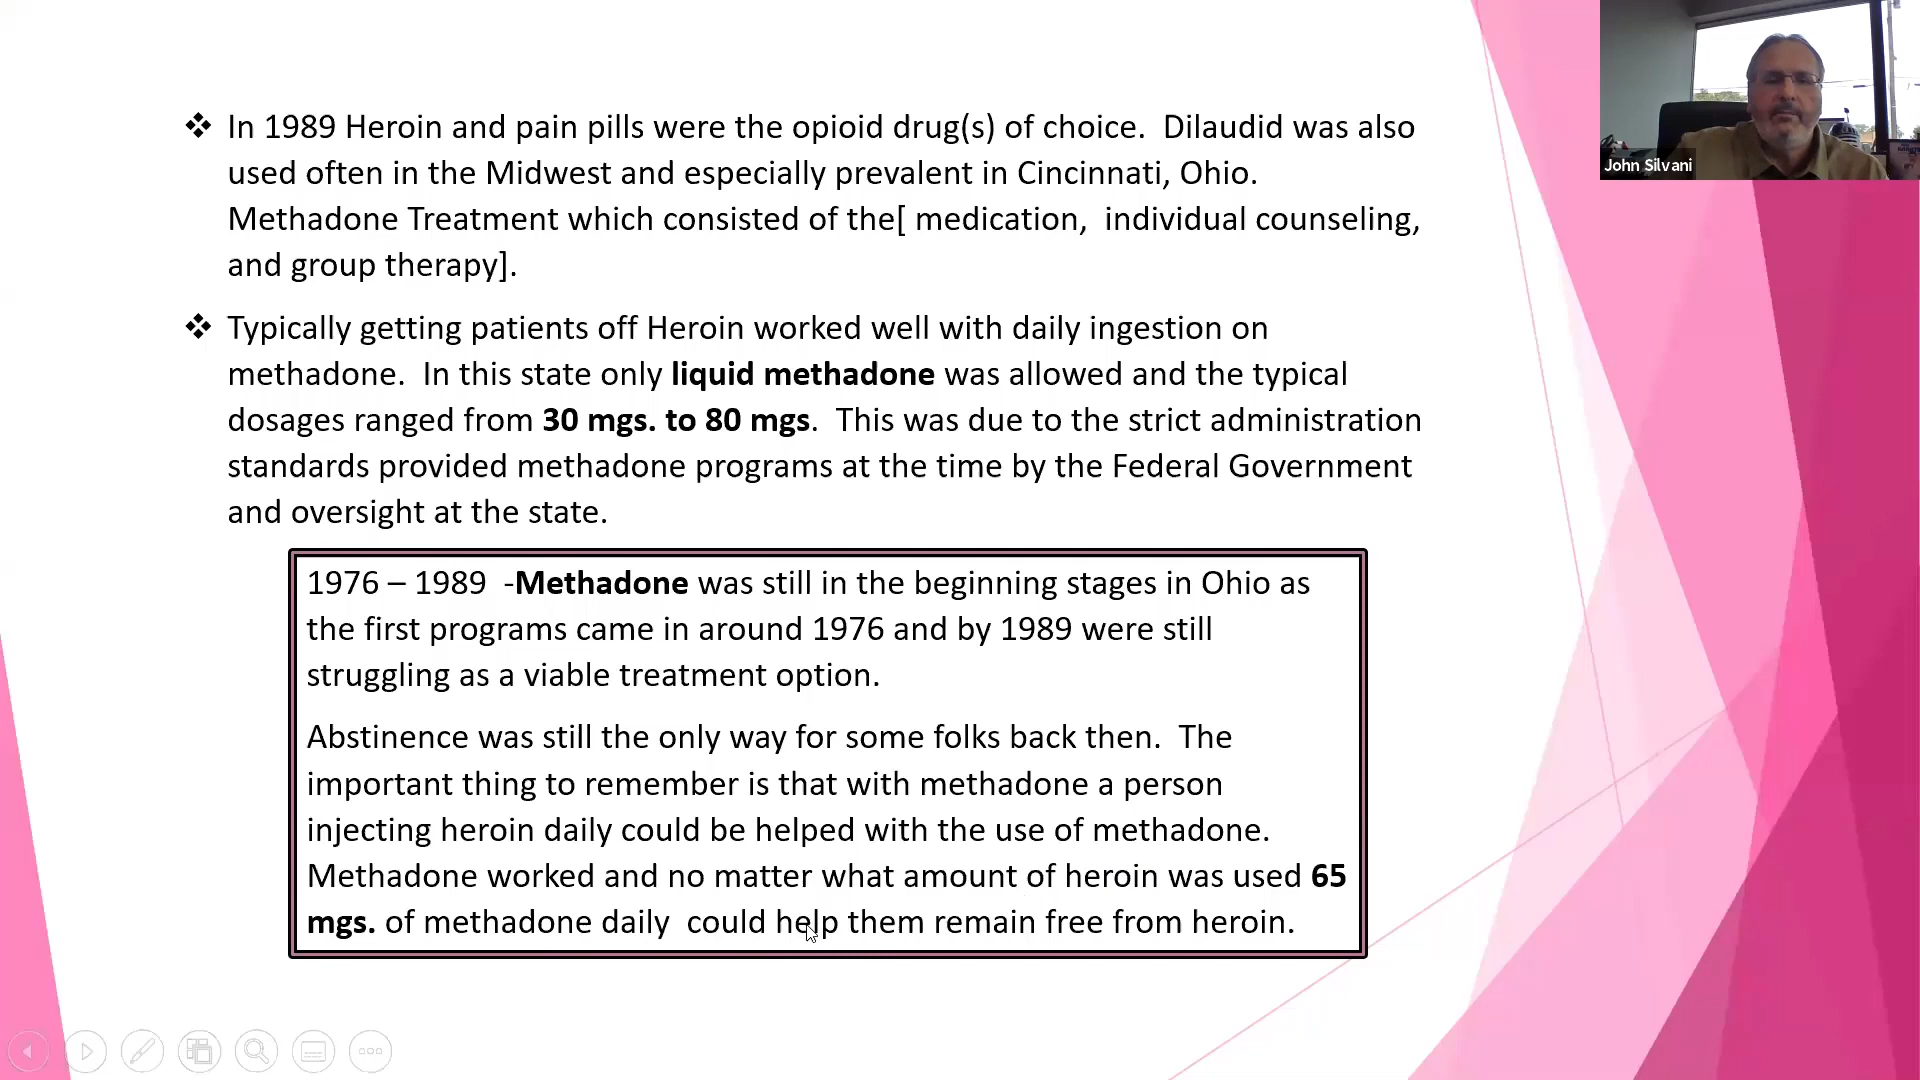 In 1989 Heroin and pain pills were the opioid drug(s) of choice.  Dilaudid was also
used often in the Midwest and especially prevalent in Cincinnati, Ohio.
Methadone Treatment which consisted of the[ medication,  individual counseling,
and group therapy].
Typically getting patients off Heroin worked well with daily ingestion on
methadone.  In this state only liquid methadone was allowed and the typical
dosages ranged from 30 mgs. to 80 mgs.  This was due to the strict administration
standards provided methadone programs at the time by the Federal Government
and oversight at the state.
1976 – 1989  -Methadone was still in the beginning stages in Ohio as
the first programs came in around 1976 and by 1989 were still
struggling as a viable treatment option.
Abstinence was still the only way for some folks back then.  The
important thing to remember is that with methadone a person
injecting heroin daily could be helped with the use of methadone.
Methadone worked and no matter what amount of heroin was used 65
mgs. of methadone daily  could help them remain free from heroin.
John Silvani